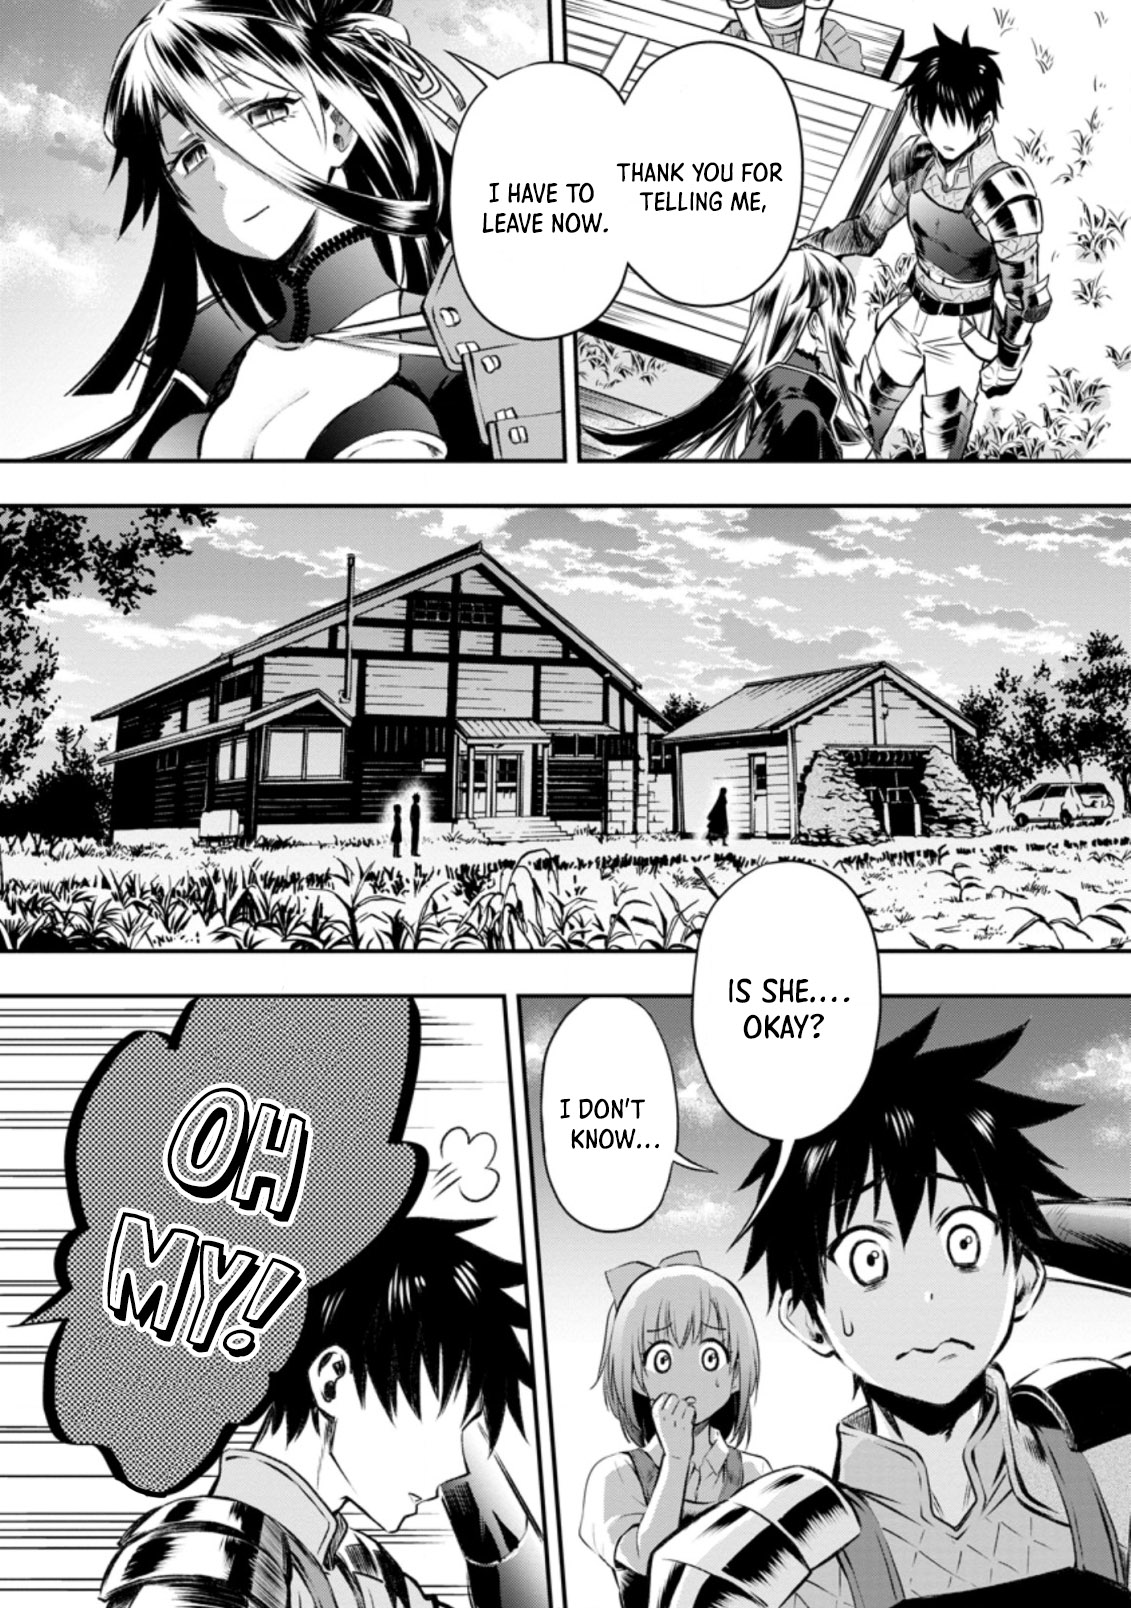 THANK YOU FOR
TELLING ME,
I HAVE TO
LEAVE NOW.
IS SHE....
OKAY?
I DON'T
KNOW...
OH
MY!